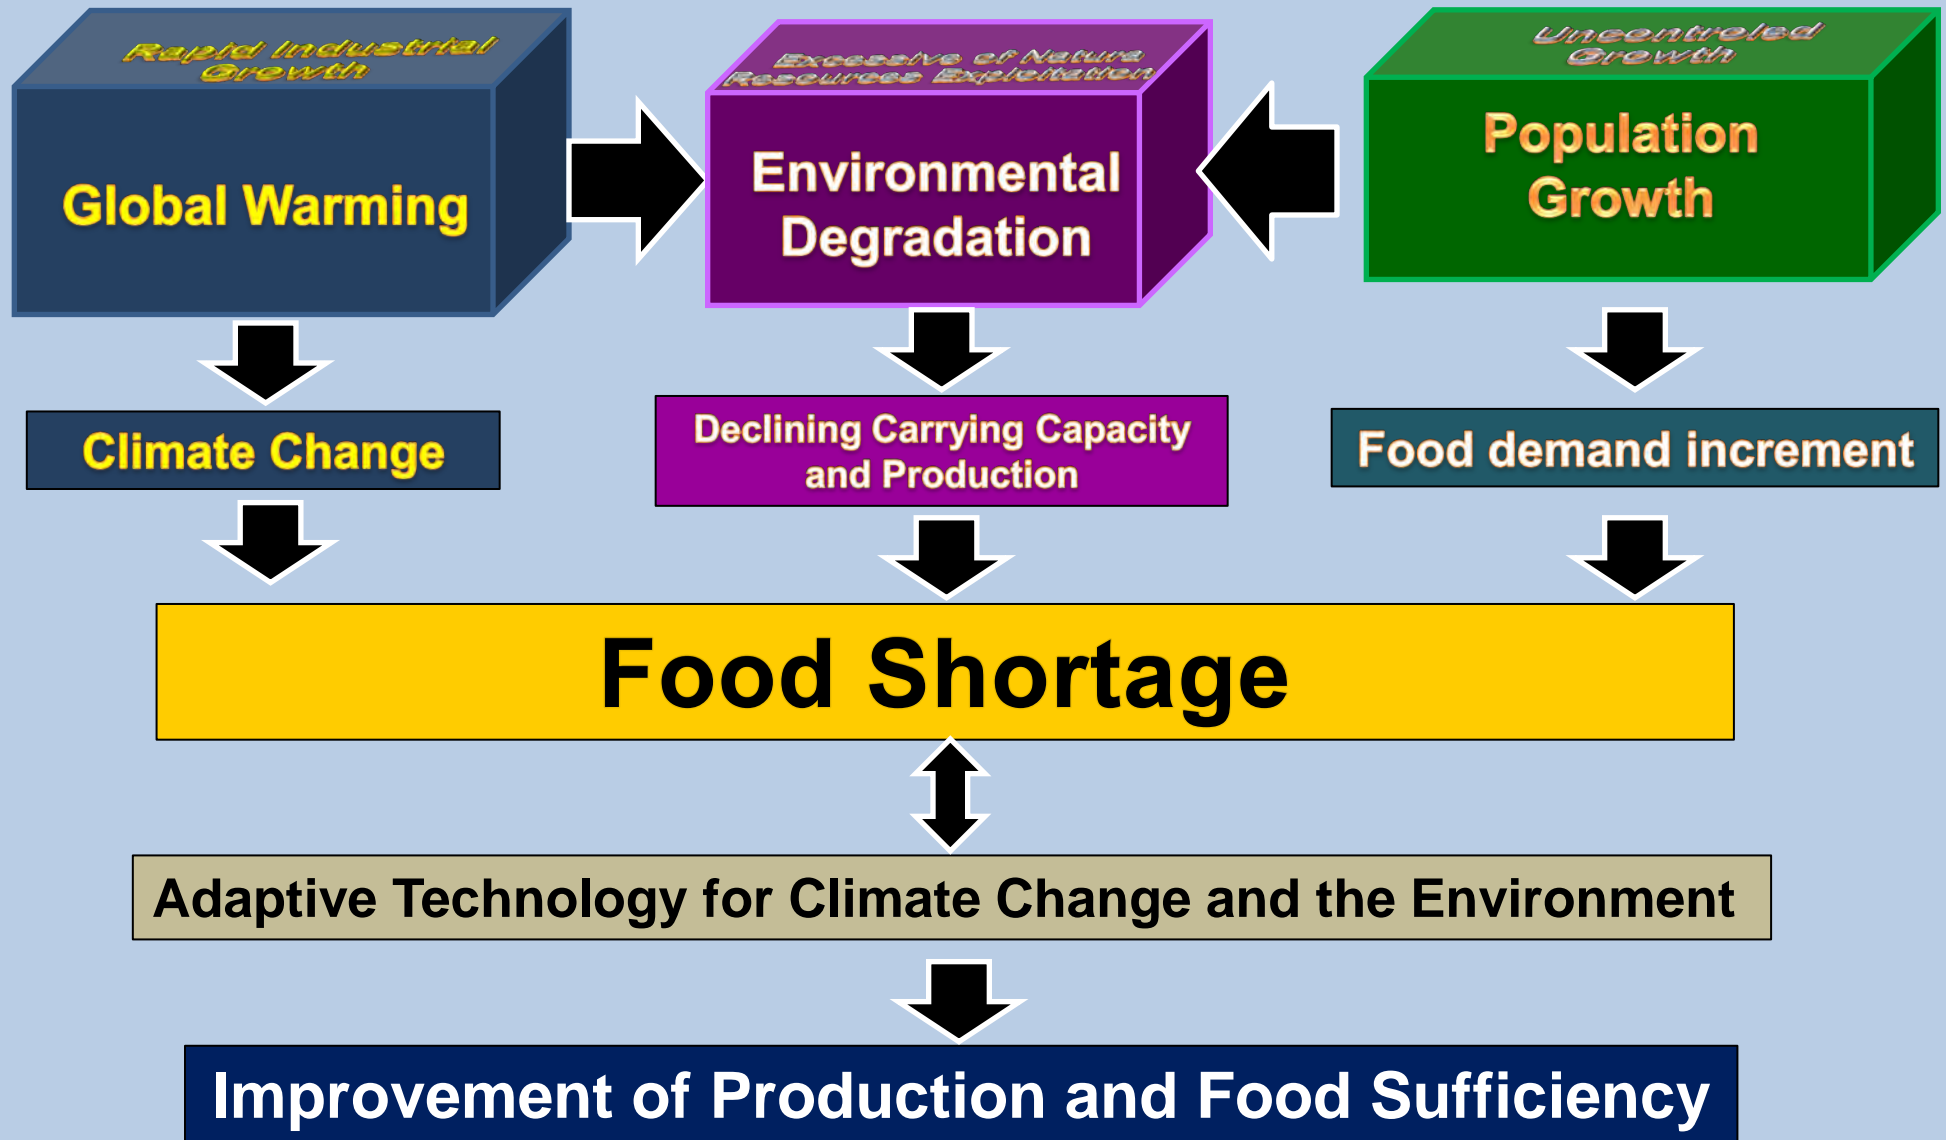 Rapid Industrial
Growth
Global Warming
Excessive of Natura
Resources Exploitation
Environmental
Degradation
Uncontroled
Growth
Population
Growth
Climate Change
Declining Carrying Capacity
and Production
Food demand increment
Food Shortage
Adaptive Technology for Climate Change and the Environment
Improvement of Production and Food Sufficiency